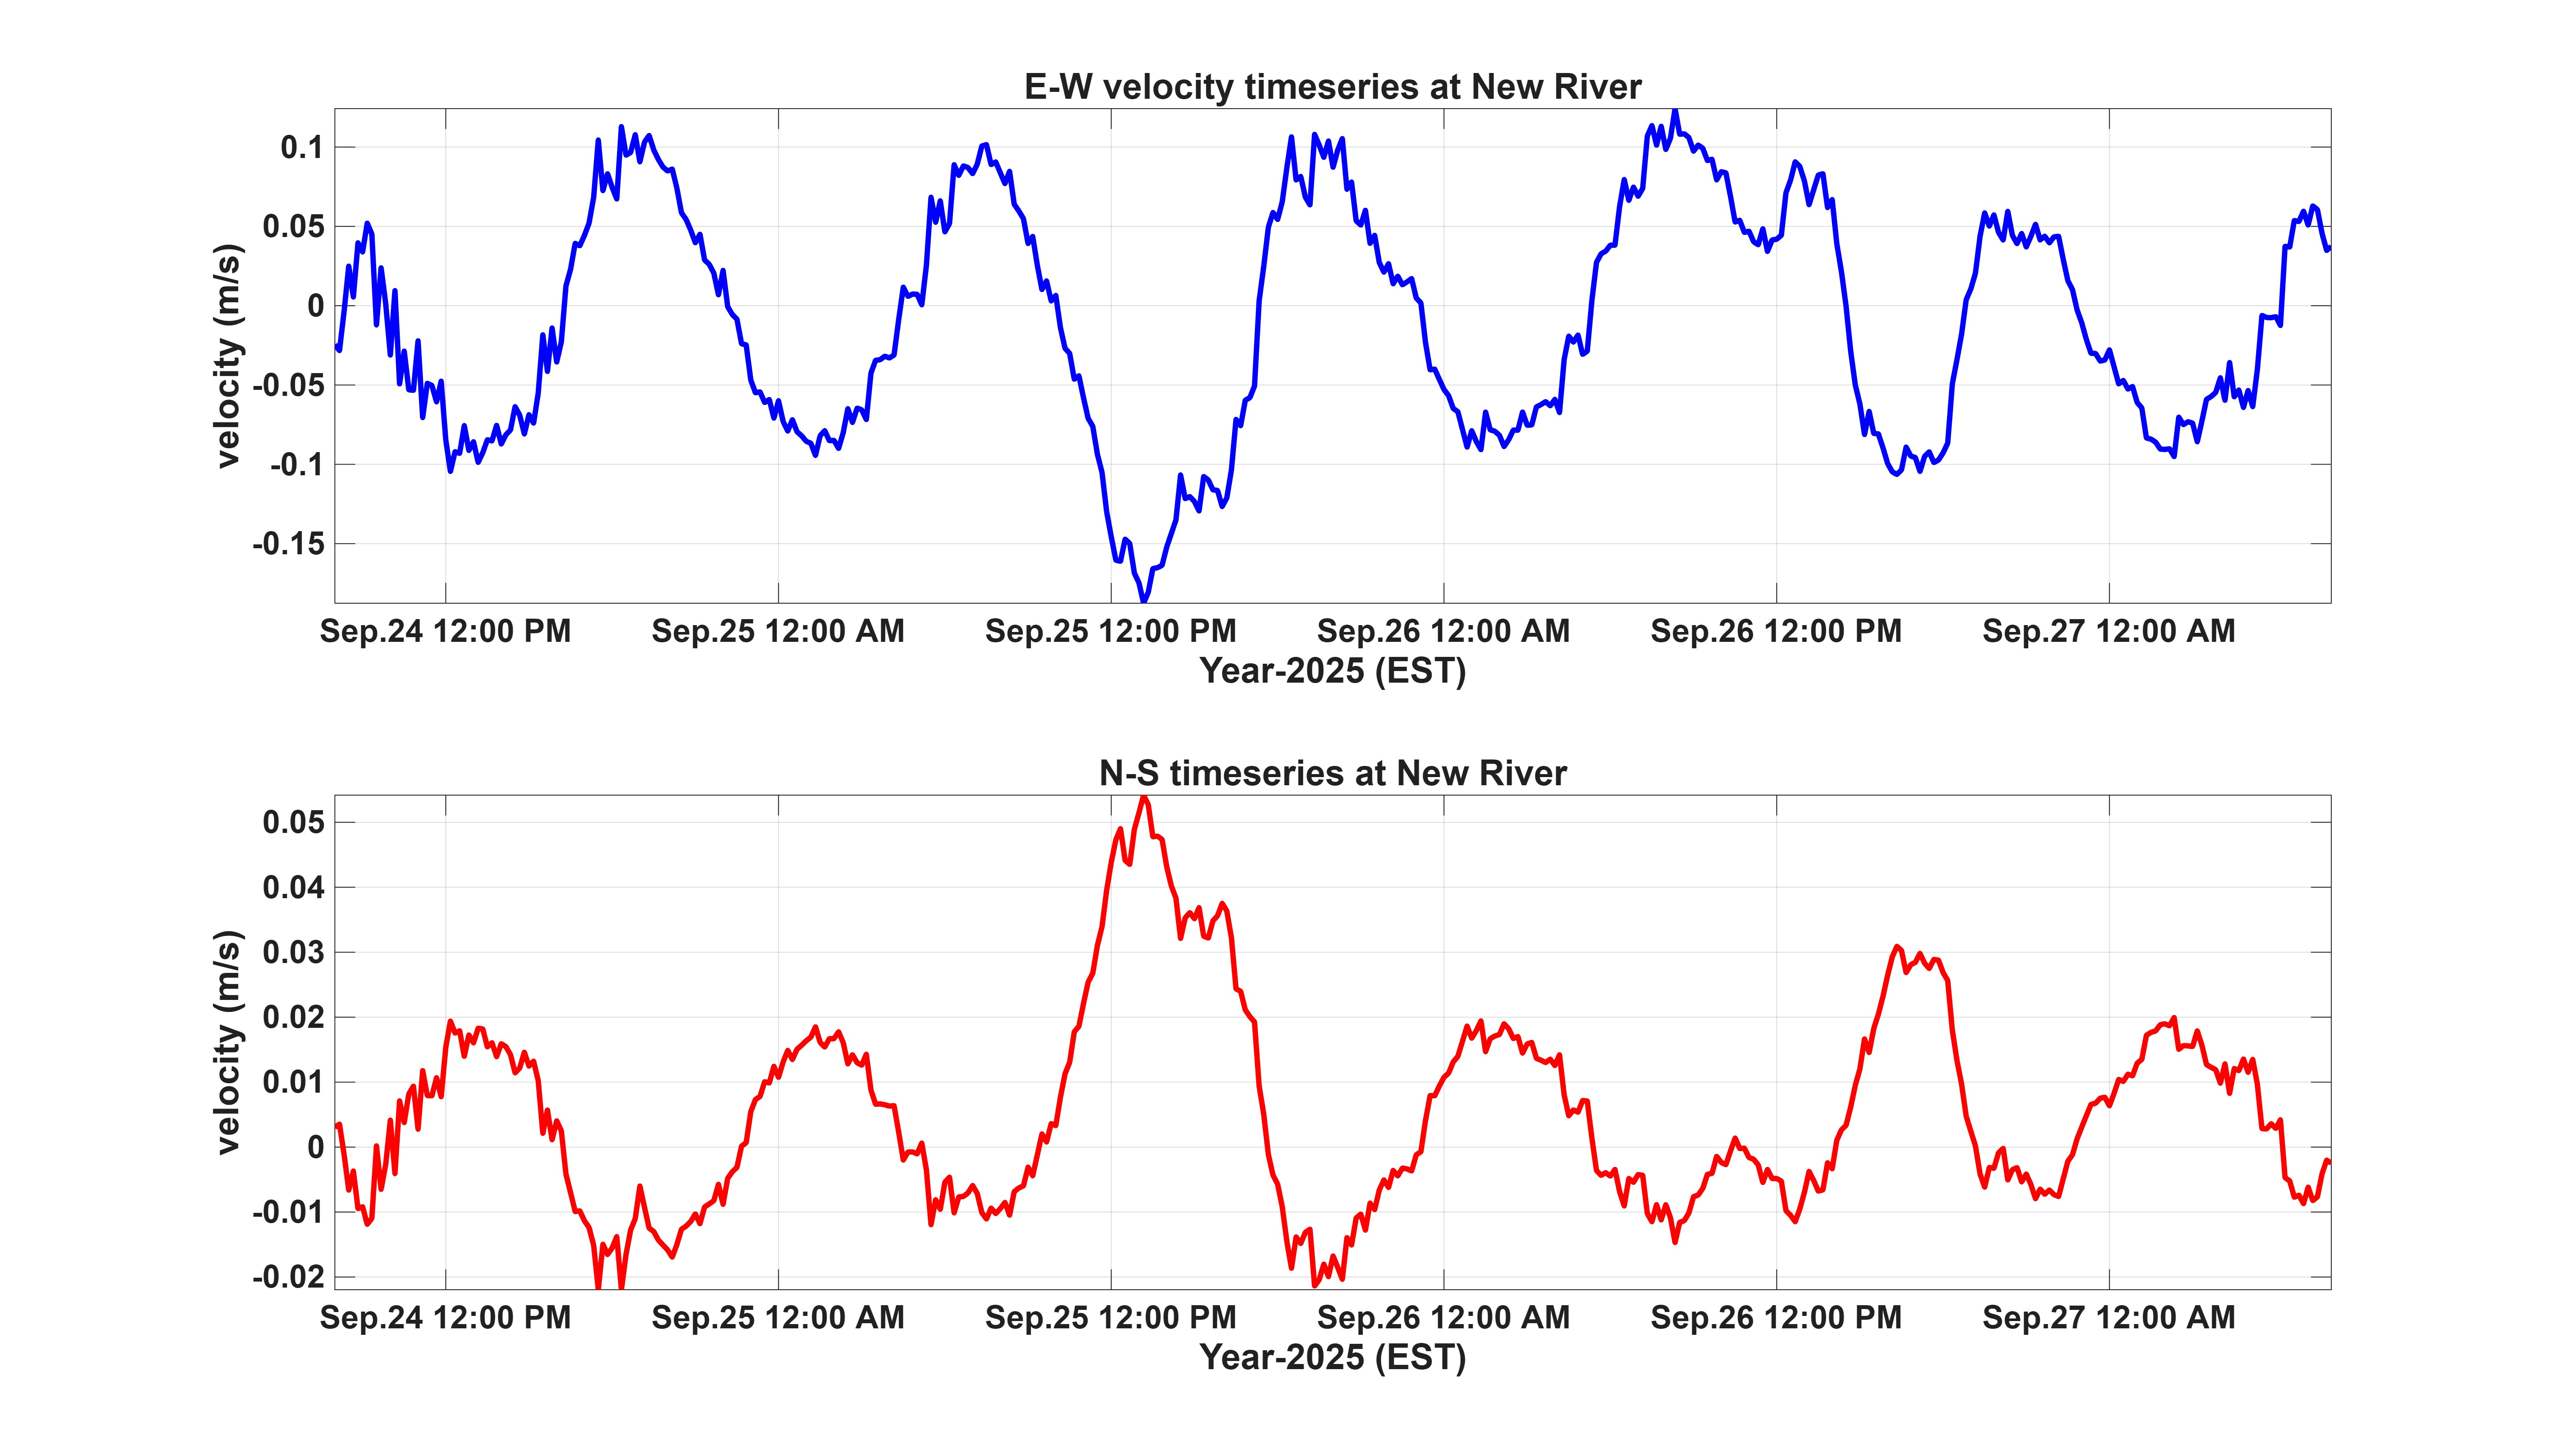 E-W velocity timeseries at New River
velocity (m/s)
0.1
0.05
0
-0.05
-0.1
-0.15
Sep.24 12:00 PM Sep.25 12:00 AM Sep.25 12:00 PM Sep.26 12:00 AM Sep.26 12:00 PM Sep.27 12:00 AM
Year-2025 (EST)
N-S timeseries at New River
velocity (m/s)
0.05
0.04
0.03
0.02
0.01
0
-0.01
-0.02
Sep.24 12:00 PM Sep.25 12:00 AM Sep.25 12:00 PM Sep.26 12:00 AM Sep.26 12:00 PM Sep.27 12:00 AM
Year-2025 (EST)